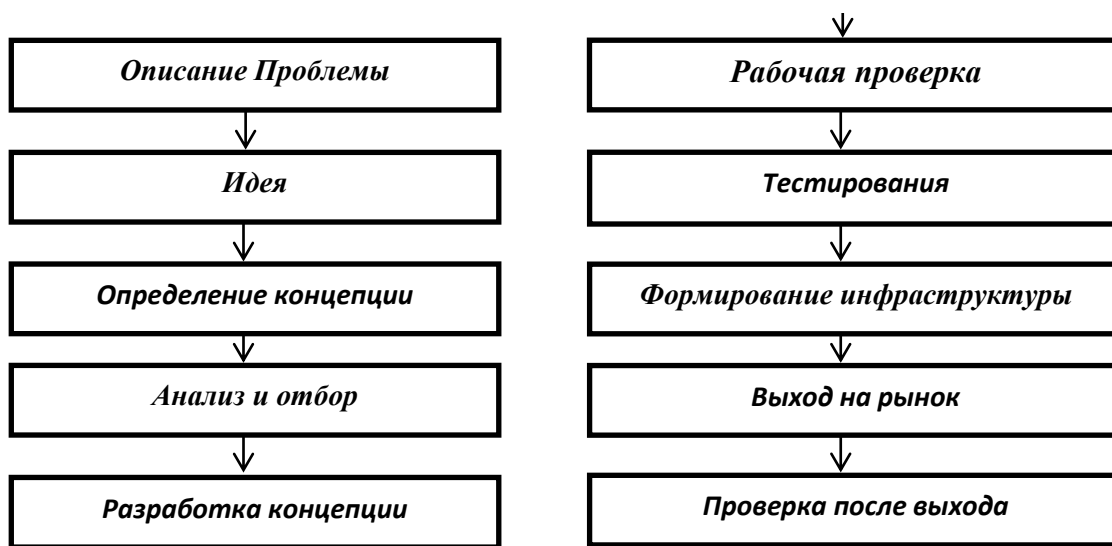 Описание Проблемы
Идея
Определение концепции
Анализ и отбор
Разработка концепции
Рабочая проверка
Тестирования
Формирование инфраструктуры
Выход на рынок
Проверка после выхода